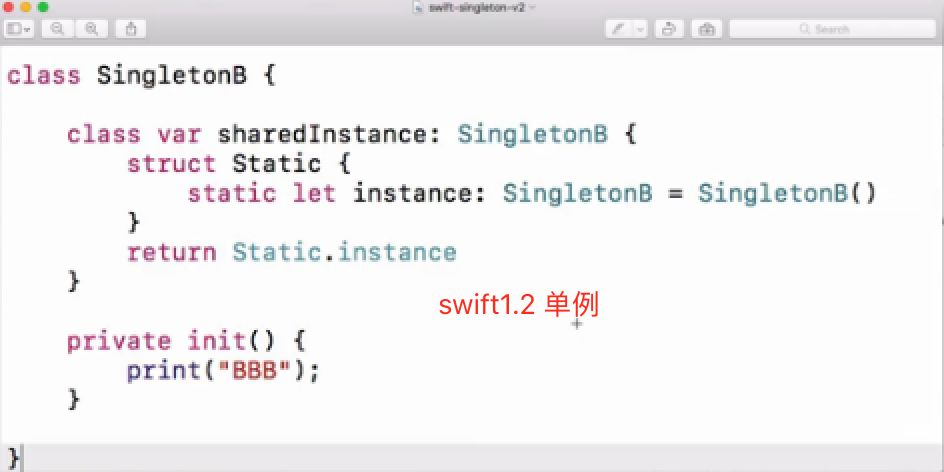 swift-singleton-v2
Search
class SingletonB {
class var sharedInstance: SingletonB {
struct Static {
static let instance: SingletonB = SingletonB()
}
return Static.instance
}
swift1.2 单例
private init() {
print("BBB");
}
}